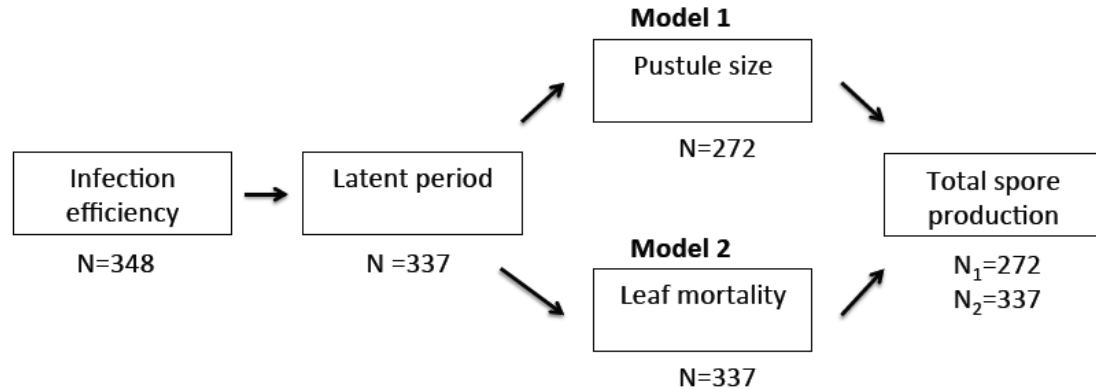 Infection
efficiency
N=348
Latent period
N =337
Model 1
Pustule size
N=272
Model 2
Leaf mortality
N=337
Total spore
production
N₁=272
N₂=337